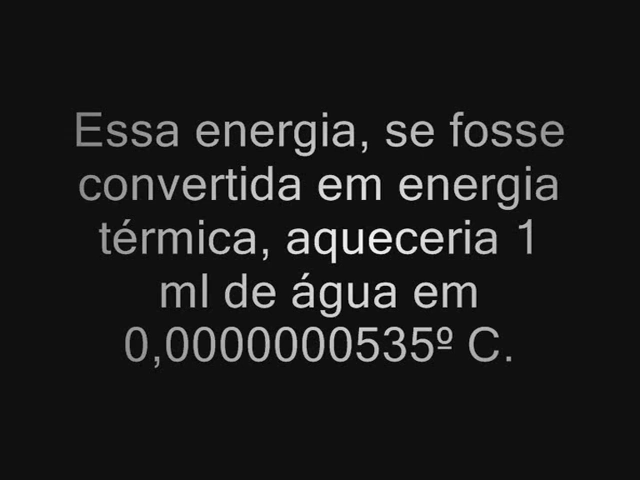 Essa energia, se fosse
convertida em energia
térmica, aqueceria 1
ml de água em
0,0000000535º C.